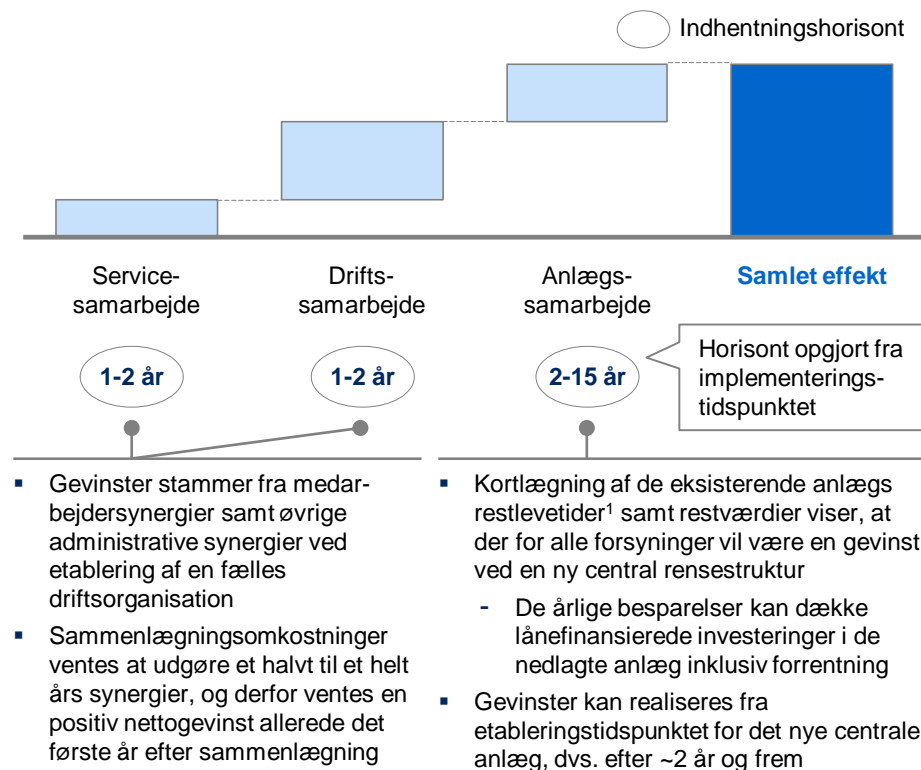 Indhentningshorisont
Service-
samarbejde
Drifts-
samarbejde
Anlægs-
samarbejde
Samlet effekt
1-2 år
1-2 år
2-15 år
Horisont opgjort fra
implementerings-
tidspunktet
▪ Gevinster stammer fra medar-
bejdersynergier samt øvrige
administrative synergier ved
etablering af en fælles
driftsorganisation
▪ Sammenlægningsomkostninger
ventes at udgøre et halvt til et helt
års synergier, og derfor ventes en
positiv nettogevinst allerede det
første år efter sammenlægning
▪ Kortlægning af de eksisterende anlægs
restlevetider¹ samt restværdier viser, at
der for alle forsyninger vil være en gevinst
ved en ny central rensestruktur
- De årlige besparelser kan dække
lånefinansierede investeringer i de
nedlagte anlæg inklusiv forrentning
▪ Gevinster kan realiseres fra
etableringstidspunktet for det nye centrale
anlæg, dvs. efter ~2 år og frem